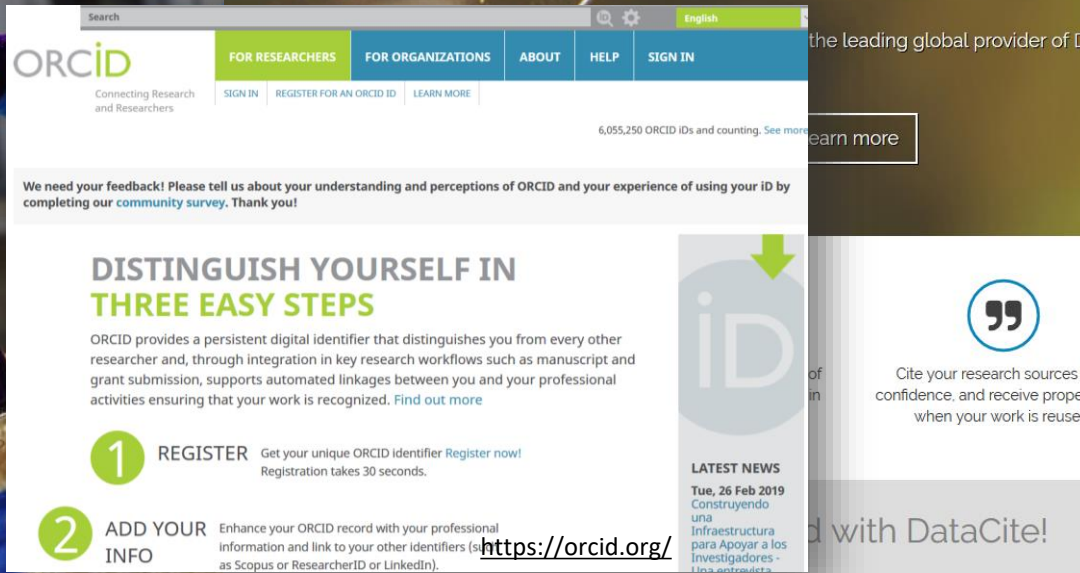 Search
English
ORCID
Connecting Research
and Researchers
FOR RESEARCHERS
FOR ORGANIZATIONS
ABOUT
HELP
SIGN IN
SIGN IN
REGISTER FOR AN ORCID ID
LEARN MORE
6,055,250 ORCID iDs and counting. See more
We need your feedback! Please tell us about your understanding and perceptions of ORCID and your experience of using your iD by
completing our community survey. Thank you!
DISTINGUISH YOURSELF IN
THREE EASY STEPS
ORCID provides a persistent digital identifier that distinguishes you from every other
researcher and, through integration in key research workflows such as manuscript and
grant submission, supports automated linkages between you and your professional
activities ensuring that your work is recognized. Find out more
1 REGISTER
Get your unique ORCID identifier Register now!
Registration takes 30 seconds.
2 ADD YOUR
INFO
Enhance your ORCID record with your professional
information and link to your other identifiers
as Scopus or ResearcherID or LinkedIn).
https://orcid.org/
iD
LATEST NEWS
Tue, 26 Feb 2019
Construyendo
una
Infraestructura
para Apoyar a los
Investigadores -
Una entrevista
the leading global provider of
more
of
in
Cite your research sources
confidence, and receive
when your work is
with DataCite!